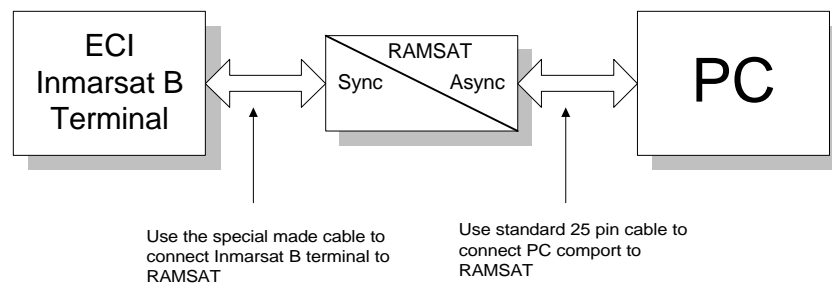 ECI
Inmarsat B
Terminal
RAMSAT
Sync
Async
PC
Use the special made cable to
connect Inmarsat B terminal to
RAMSAT
Use standard 25 pin cable to
connect PC comport to
RAMSAT